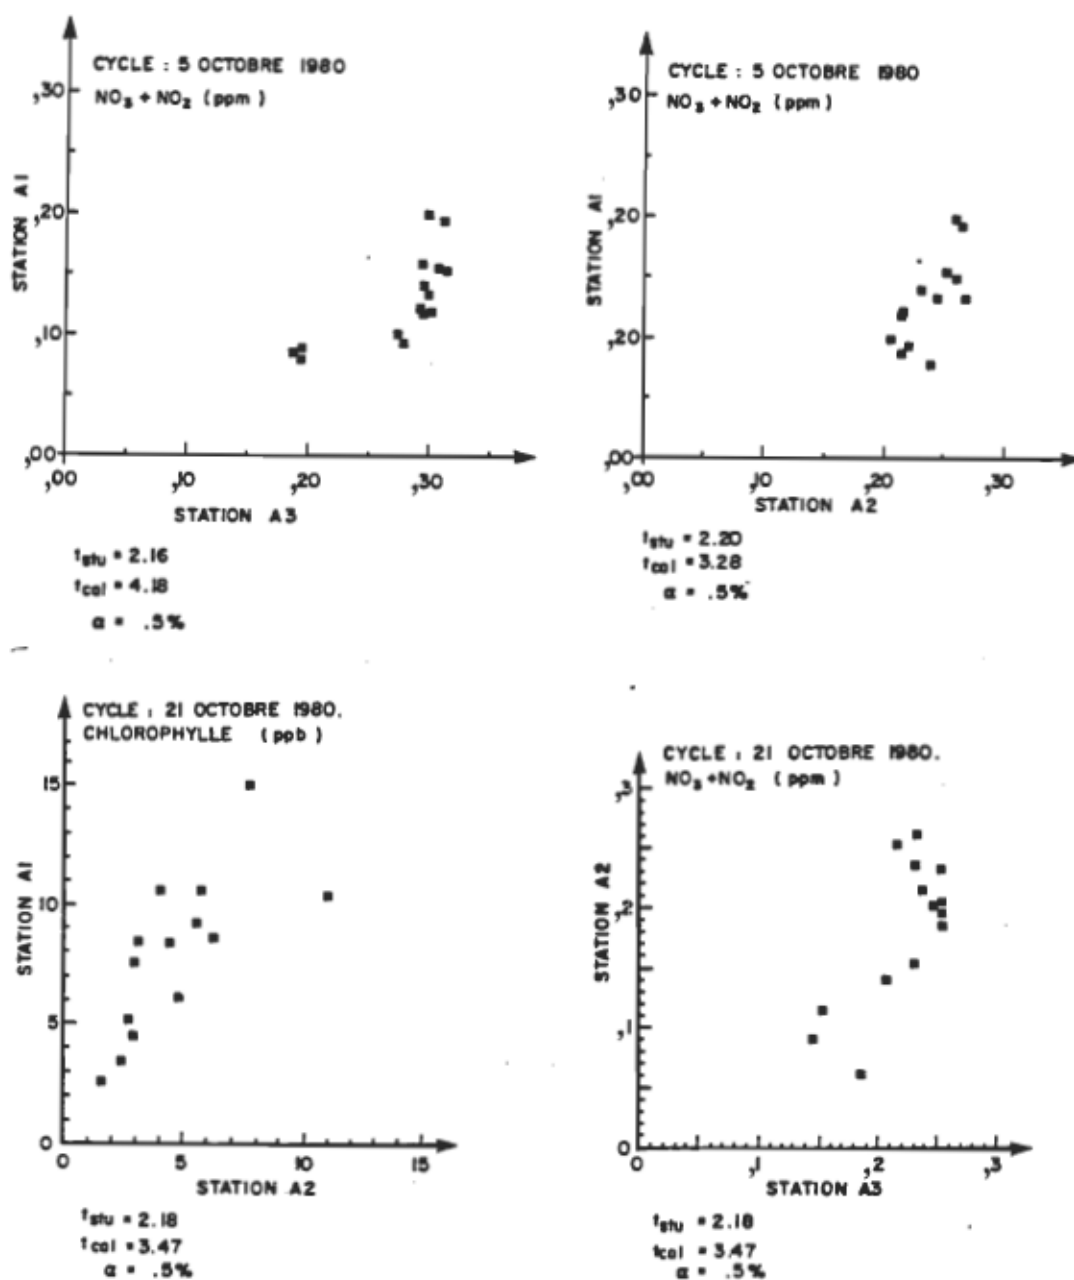 CYCLE : 5 OCTOBRE 1980
NO₃ + NO₂ (ppm)
,30
,20
,10
,00
STATION A1
,00 ,10 ,20 ,30
STATION A3
tstu = 2.16
tcal = 4.18
α = .5%
CYCLE : 5 OCTOBRE 1980
NO₃ + NO₂ (ppm)
,30
,20
,20
,00
STATION A1
,00 ,10 ,20 ,30
STATION A2
tstu = 2.20
tcal = 3.28
α = .5%
CYCLE : 21 OCTOBRE 1980.
CHLOROPHYLLE (ppb)
15
10
5
0
STATION A1
0 5 10 15
STATION A2
tstu = 2.18
tcal = 3.47
α = .5%
CYCLE : 21 OCTOBRE 1980.
NO₃ + NO₂ (ppm)
,3
,2
,1
0
STATION A2
0 ,1 ,2 ,3
STATION A3
tstu = 2.18
tcal = 3.47
α = .5%